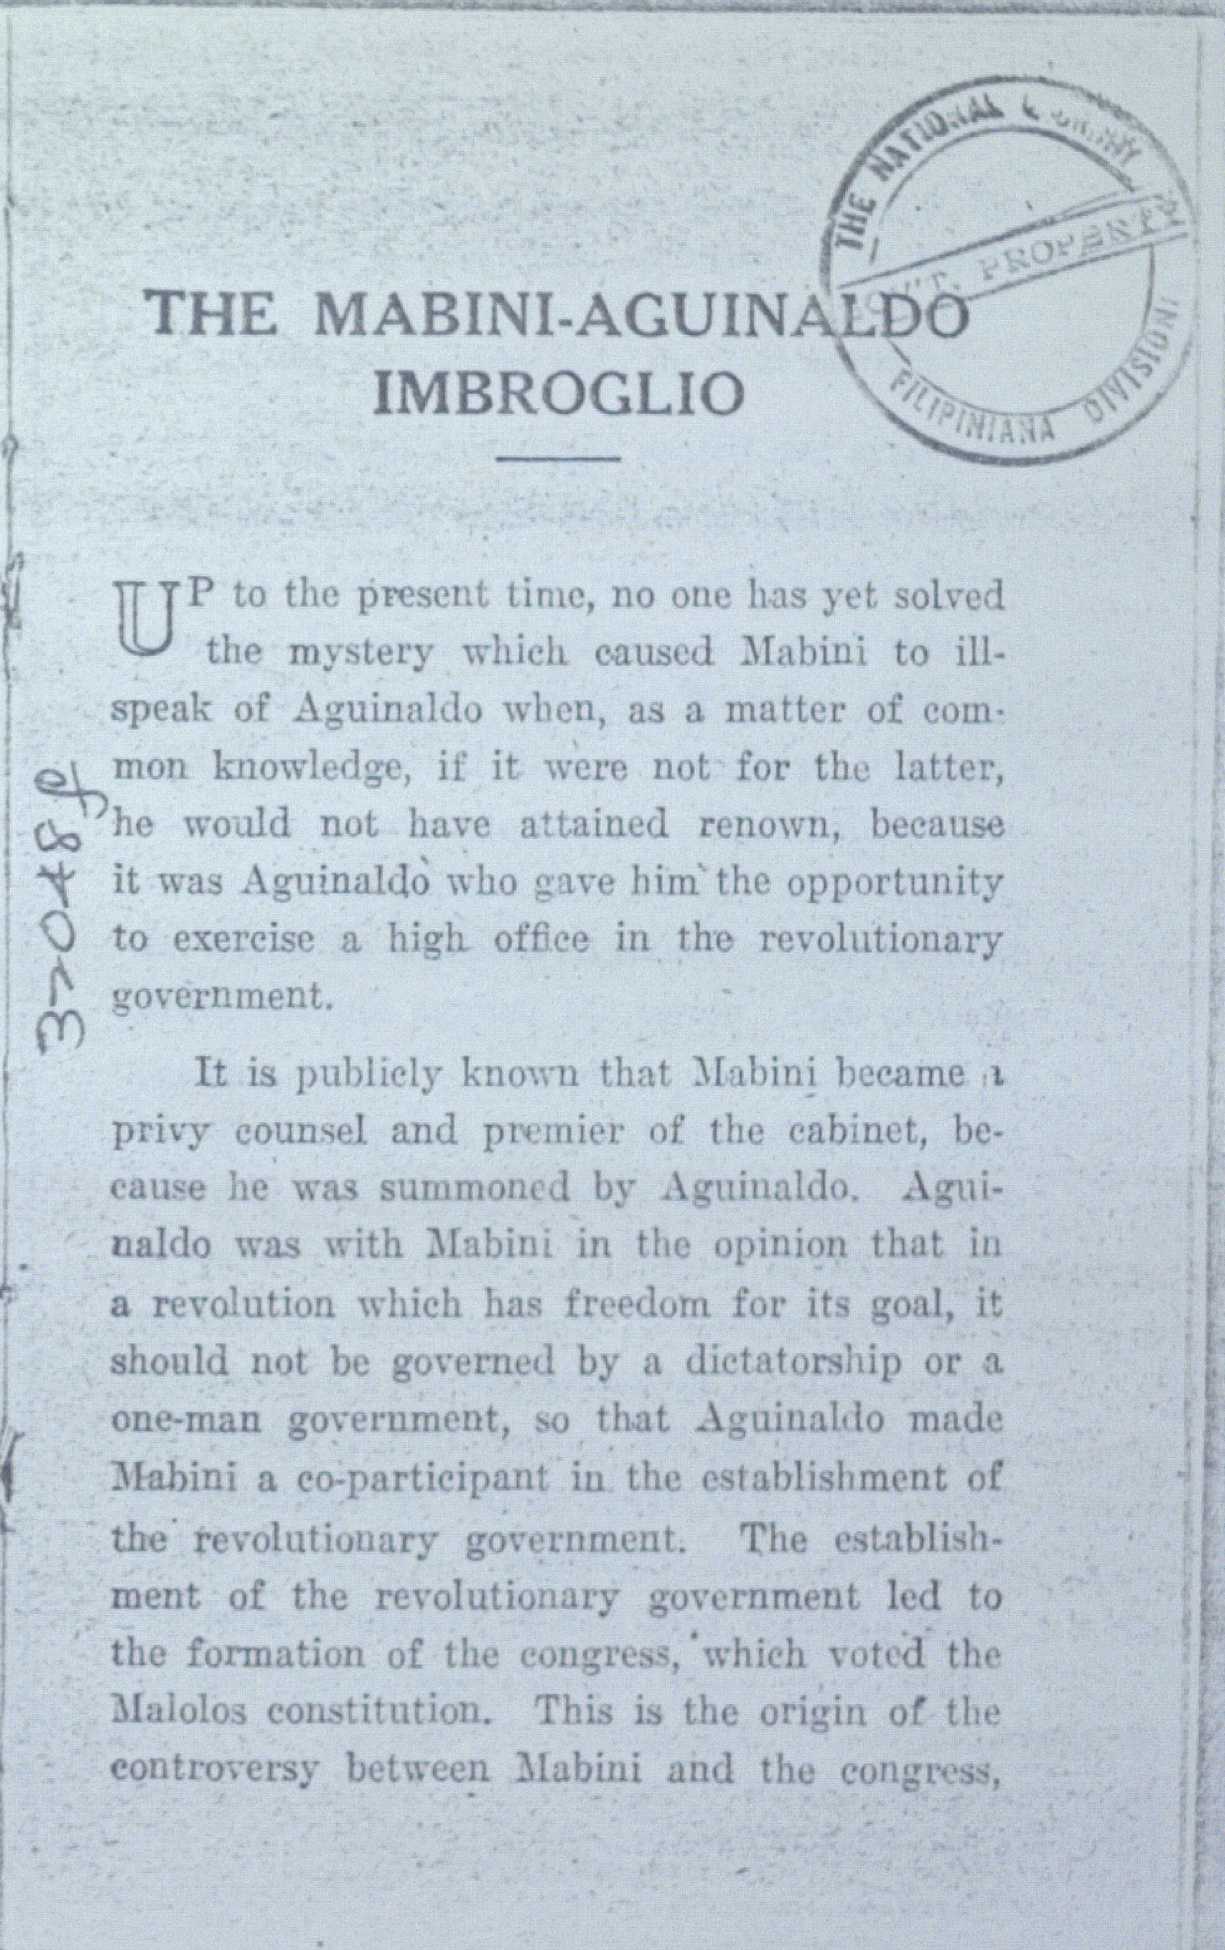 THE NATIONAL LIBRARY
GOV'T. PROPERTY
FILIPINIANA DIVISION
THE MABINI-AGUINALDO
IMBROGLIO
UP to the present time, no one has yet solved
the mystery which caused Mabini to ill-
speak of Aguinaldo when, as a matter of com-
mon knowledge, if it were not for the latter,
he would not have attained renown, because
it was Aguinaldo who gave him the opportunity
to exercise a high office in the revolutionary
government.
It is publicly known that Mabini became a
privy counsel and premier of the cabinet, be-
cause he was summoned by Aguinaldo. Agui-
naldo was with Mabini in the opinion that in
a revolution which has freedom for its goal, it
should not be governed by a dictatorship or a
one-man government, so that Aguinaldo made
Mabini a co-participant in the establishment of
the revolutionary government. The establish-
ment of the revolutionary government led to
the formation of the congress, which voted the
Malolos constitution. This is the origin of the
controversy between Mabini and the congress,